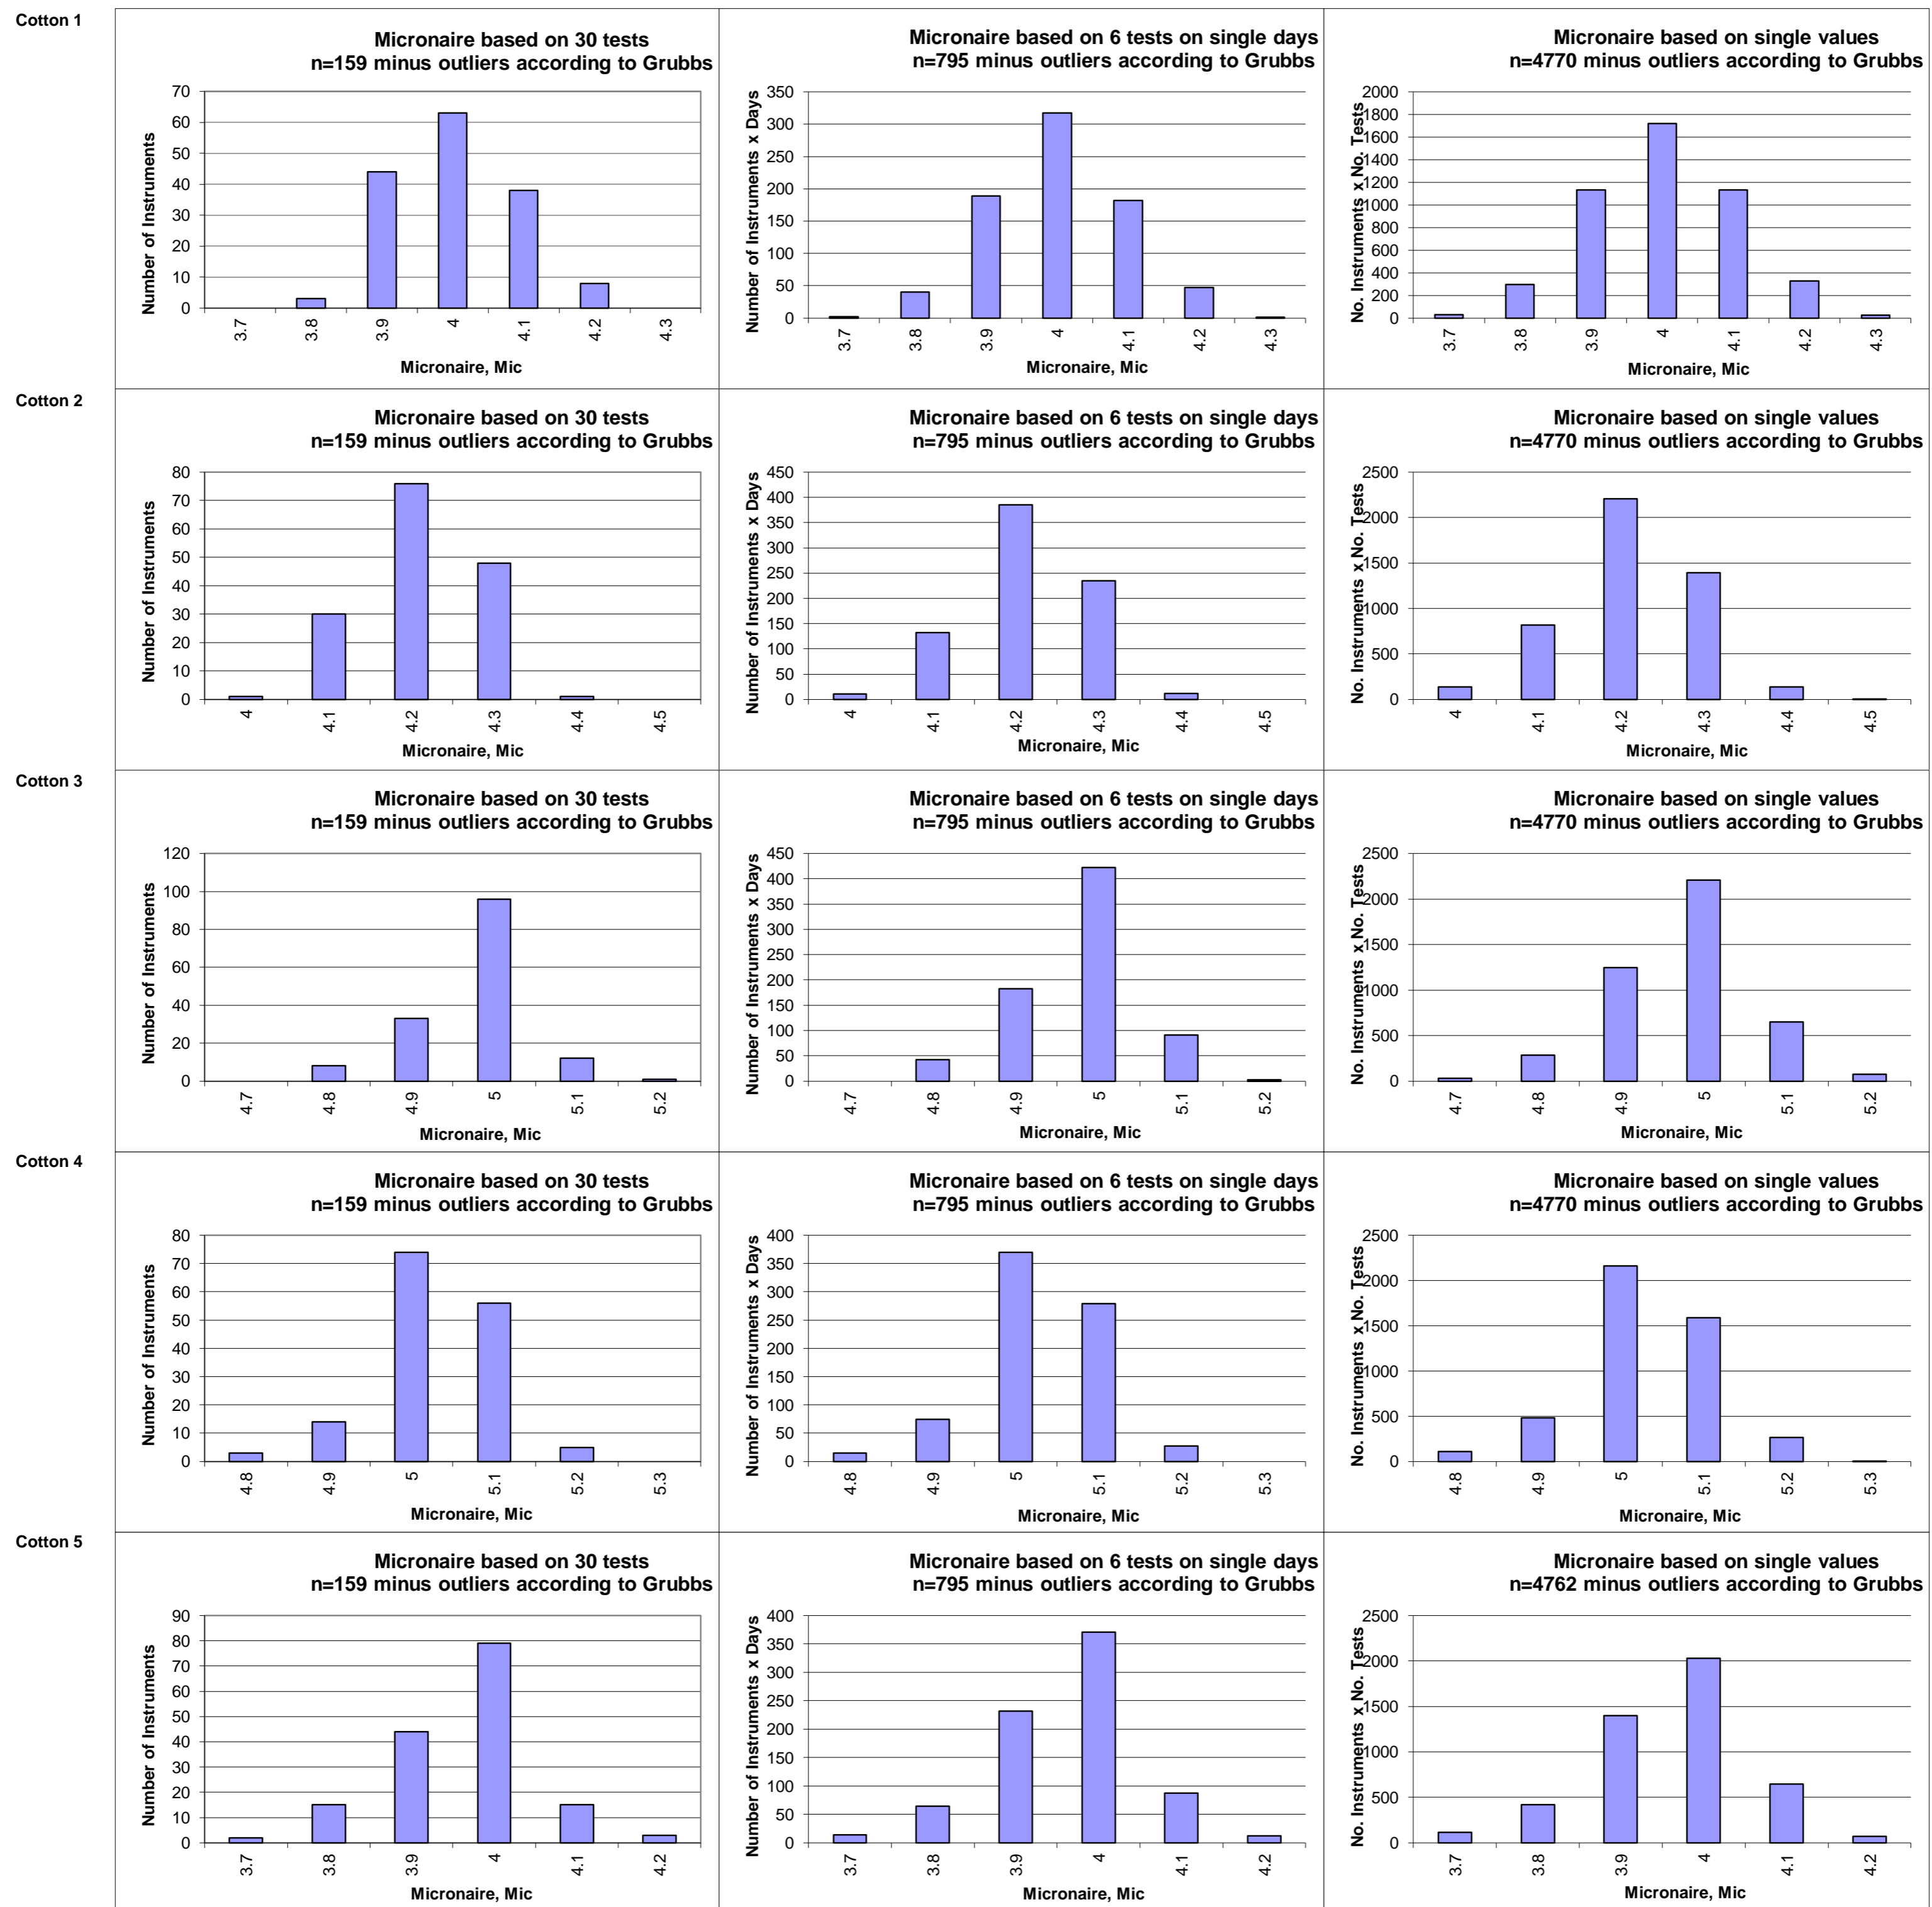 Cotton 1
Micronaire based on 30 tests
n=159 minus outliers according to Grubbs
Number of Instruments
70
60
50
40
30
20
10
0
3.7 3.8 3.9 4 4.1 4.2 4.3
Micronaire, Mic
Micronaire based on 6 tests on single days
n=795 minus outliers according to Grubbs
Number of Instruments x Days
350
300
250
200
150
100
50
0
3.7 3.8 3.9 4 4.1 4.2 4.3
Micronaire, Mic
Micronaire based on single values
n=4770 minus outliers according to Grubbs
No. Instruments x No. Tests
2000
1800
1600
1400
1200
1000
800
600
400
200
0
3.7 3.8 3.9 4 4.1 4.2 4.3
Micronaire, Mic
Cotton 2
Micronaire based on 30 tests
n=159 minus outliers according to Grubbs
Number of Instruments
80
70
60
50
40
30
20
10
0
4 4.1 4.2 4.3 4.4 4.5
Micronaire, Mic
Micronaire based on 6 tests on single days
n=795 minus outliers according to Grubbs
Number of Instruments x Days
450
400
350
300
250
200
150
100
50
0
4 4.1 4.2 4.3 4.4 4.5
Micronaire, Mic
Micronaire based on single values
n=4770 minus outliers according to Grubbs
No. Instruments x No. Tests
2500
2000
1500
1000
500
0
4 4.1 4.2 4.3 4.4 4.5
Micronaire, Mic
Cotton 3
Micronaire based on 30 tests
n=159 minus outliers according to Grubbs
Number of Instruments
120
100
80
60
40
20
0
4.7 4.8 4.9 5 5.1 5.2
Micronaire, Mic
Micronaire based on 6 tests on single days
n=795 minus outliers according to Grubbs
Number of Instruments x Days
450
400
350
300
250
200
150
100
50
0
4.7 4.8 4.9 5 5.1 5.2
Micronaire, Mic
Micronaire based on single values
n=4770 minus outliers according to Grubbs
No. Instruments x No. Tests
2500
2000
1500
1000
500
0
4.7 4.8 4.9 5 5.1 5.2
Micronaire, Mic
Cotton 4
Micronaire based on 30 tests
n=159 minus outliers according to Grubbs
Number of Instruments
80
70
60
50
40
30
20
10
0
4.8 4.9 5 5.1 5.2 5.3
Micronaire, Mic
Micronaire based on 6 tests on single days
n=795 minus outliers according to Grubbs
Number of Instruments x Days
400
350
300
250
200
150
100
50
0
4.8 4.9 5 5.1 5.2 5.3
Micronaire, Mic
Micronaire based on single values
n=4770 minus outliers according to Grubbs
No. Instruments x No. Tests
2500
2000
1500
1000
500
0
4.8 4.9 5 5.1 5.2 5.3
Micronaire, Mic
Cotton 5
Micronaire based on 30 tests
n=159 minus outliers according to Grubbs
Number of Instruments
90
80
70
60
50
40
30
20
10
0
3.7 3.8 3.9 4 4.1 4.2
Micronaire, Mic
Micronaire based on 6 tests on single days
n=795 minus outliers according to Grubbs
Number of Instruments x Days
400
350
300
250
200
150
100
50
0
3.7 3.8 3.9 4 4.1 4.2
Micronaire, Mic
Micronaire based on single values
n=4762 minus outliers according to Grubbs
No. Instruments x No. Tests
2500
2000
1500
1000
500
0
3.7 3.8 3.9 4 4.1 4.2
Micronaire, Mic